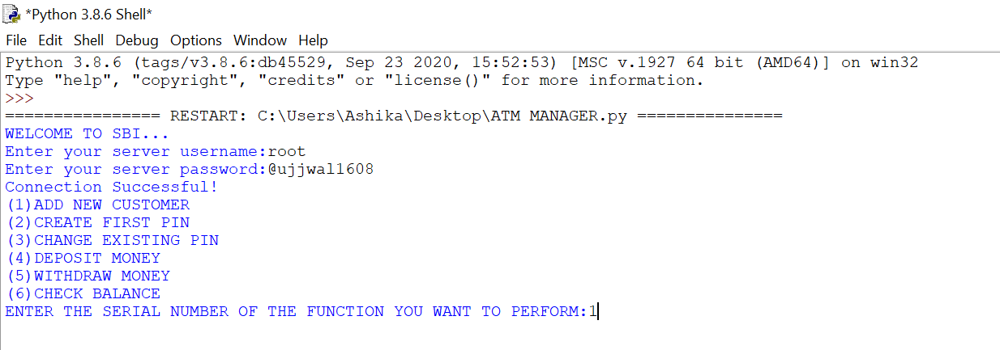 *Python 3.8.6 Shell*
File Edit Shell Debug Options Window Help
Python 3.8.6 (tags/v3.8.6:db45529, Sep 23 2020, 15:52:53) [MSC v.1927 64 bit (AMD64)] on win32
Type "help", "copyright", "credits" or "license()" for more information.
>>>
================ RESTART: C:\Users\Ashika\Desktop\ATM MANAGER.py ===============
WELCOME TO SBI...
Enter your server username:root
Enter your server password:@ujjwal1608
Connection Successful!
(1)ADD NEW CUSTOMER
(2)CREATE FIRST PIN
(3)CHANGE EXISTING PIN
(4)DEPOSIT MONEY
(5)WITHDRAW MONEY
(6)CHECK BALANCE
ENTER THE SERIAL NUMBER OF THE FUNCTION YOU WANT TO PERFORM:1